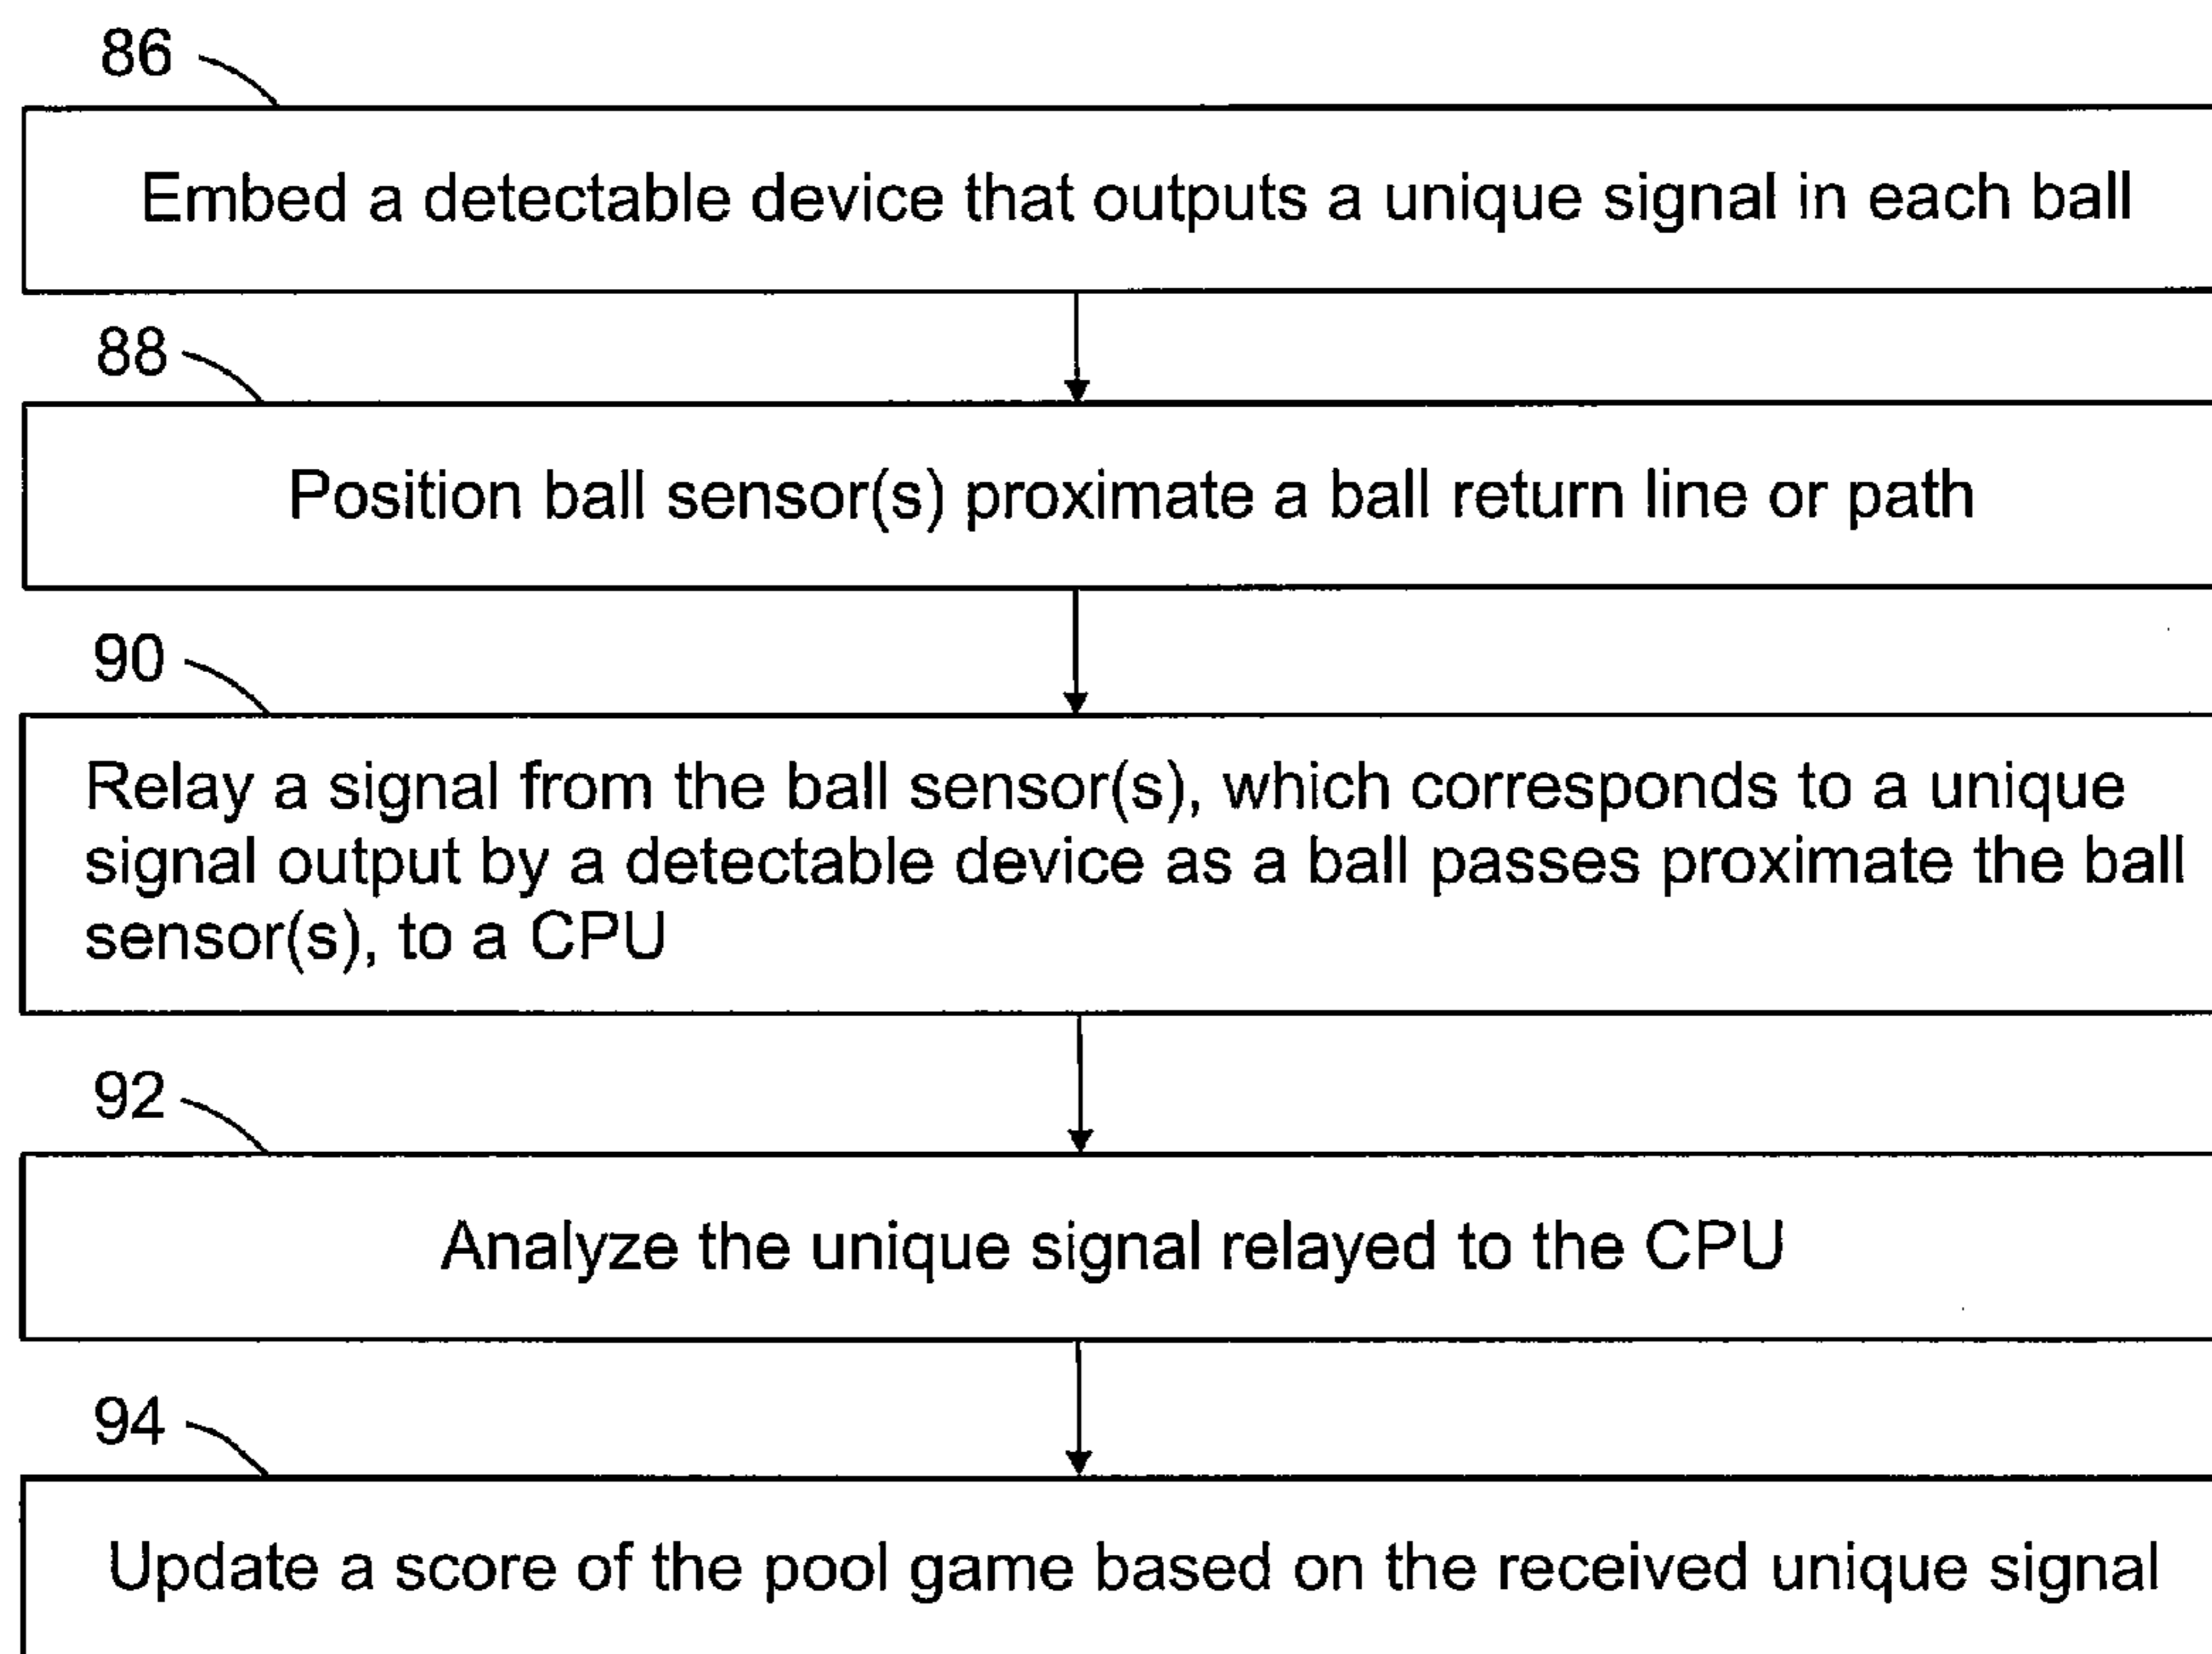 86
Embed a detectable device that outputs a unique signal in each ball
88
Position ball sensor(s) proximate a ball return line or path
90
Relay a signal from the ball sensor(s), which corresponds to a unique
signal output by a detectable device as a ball passes proximate the ball
sensor(s), to a CPU
92
Analyze the unique signal relayed to the CPU
94
Update a score of the pool game based on the received unique signal